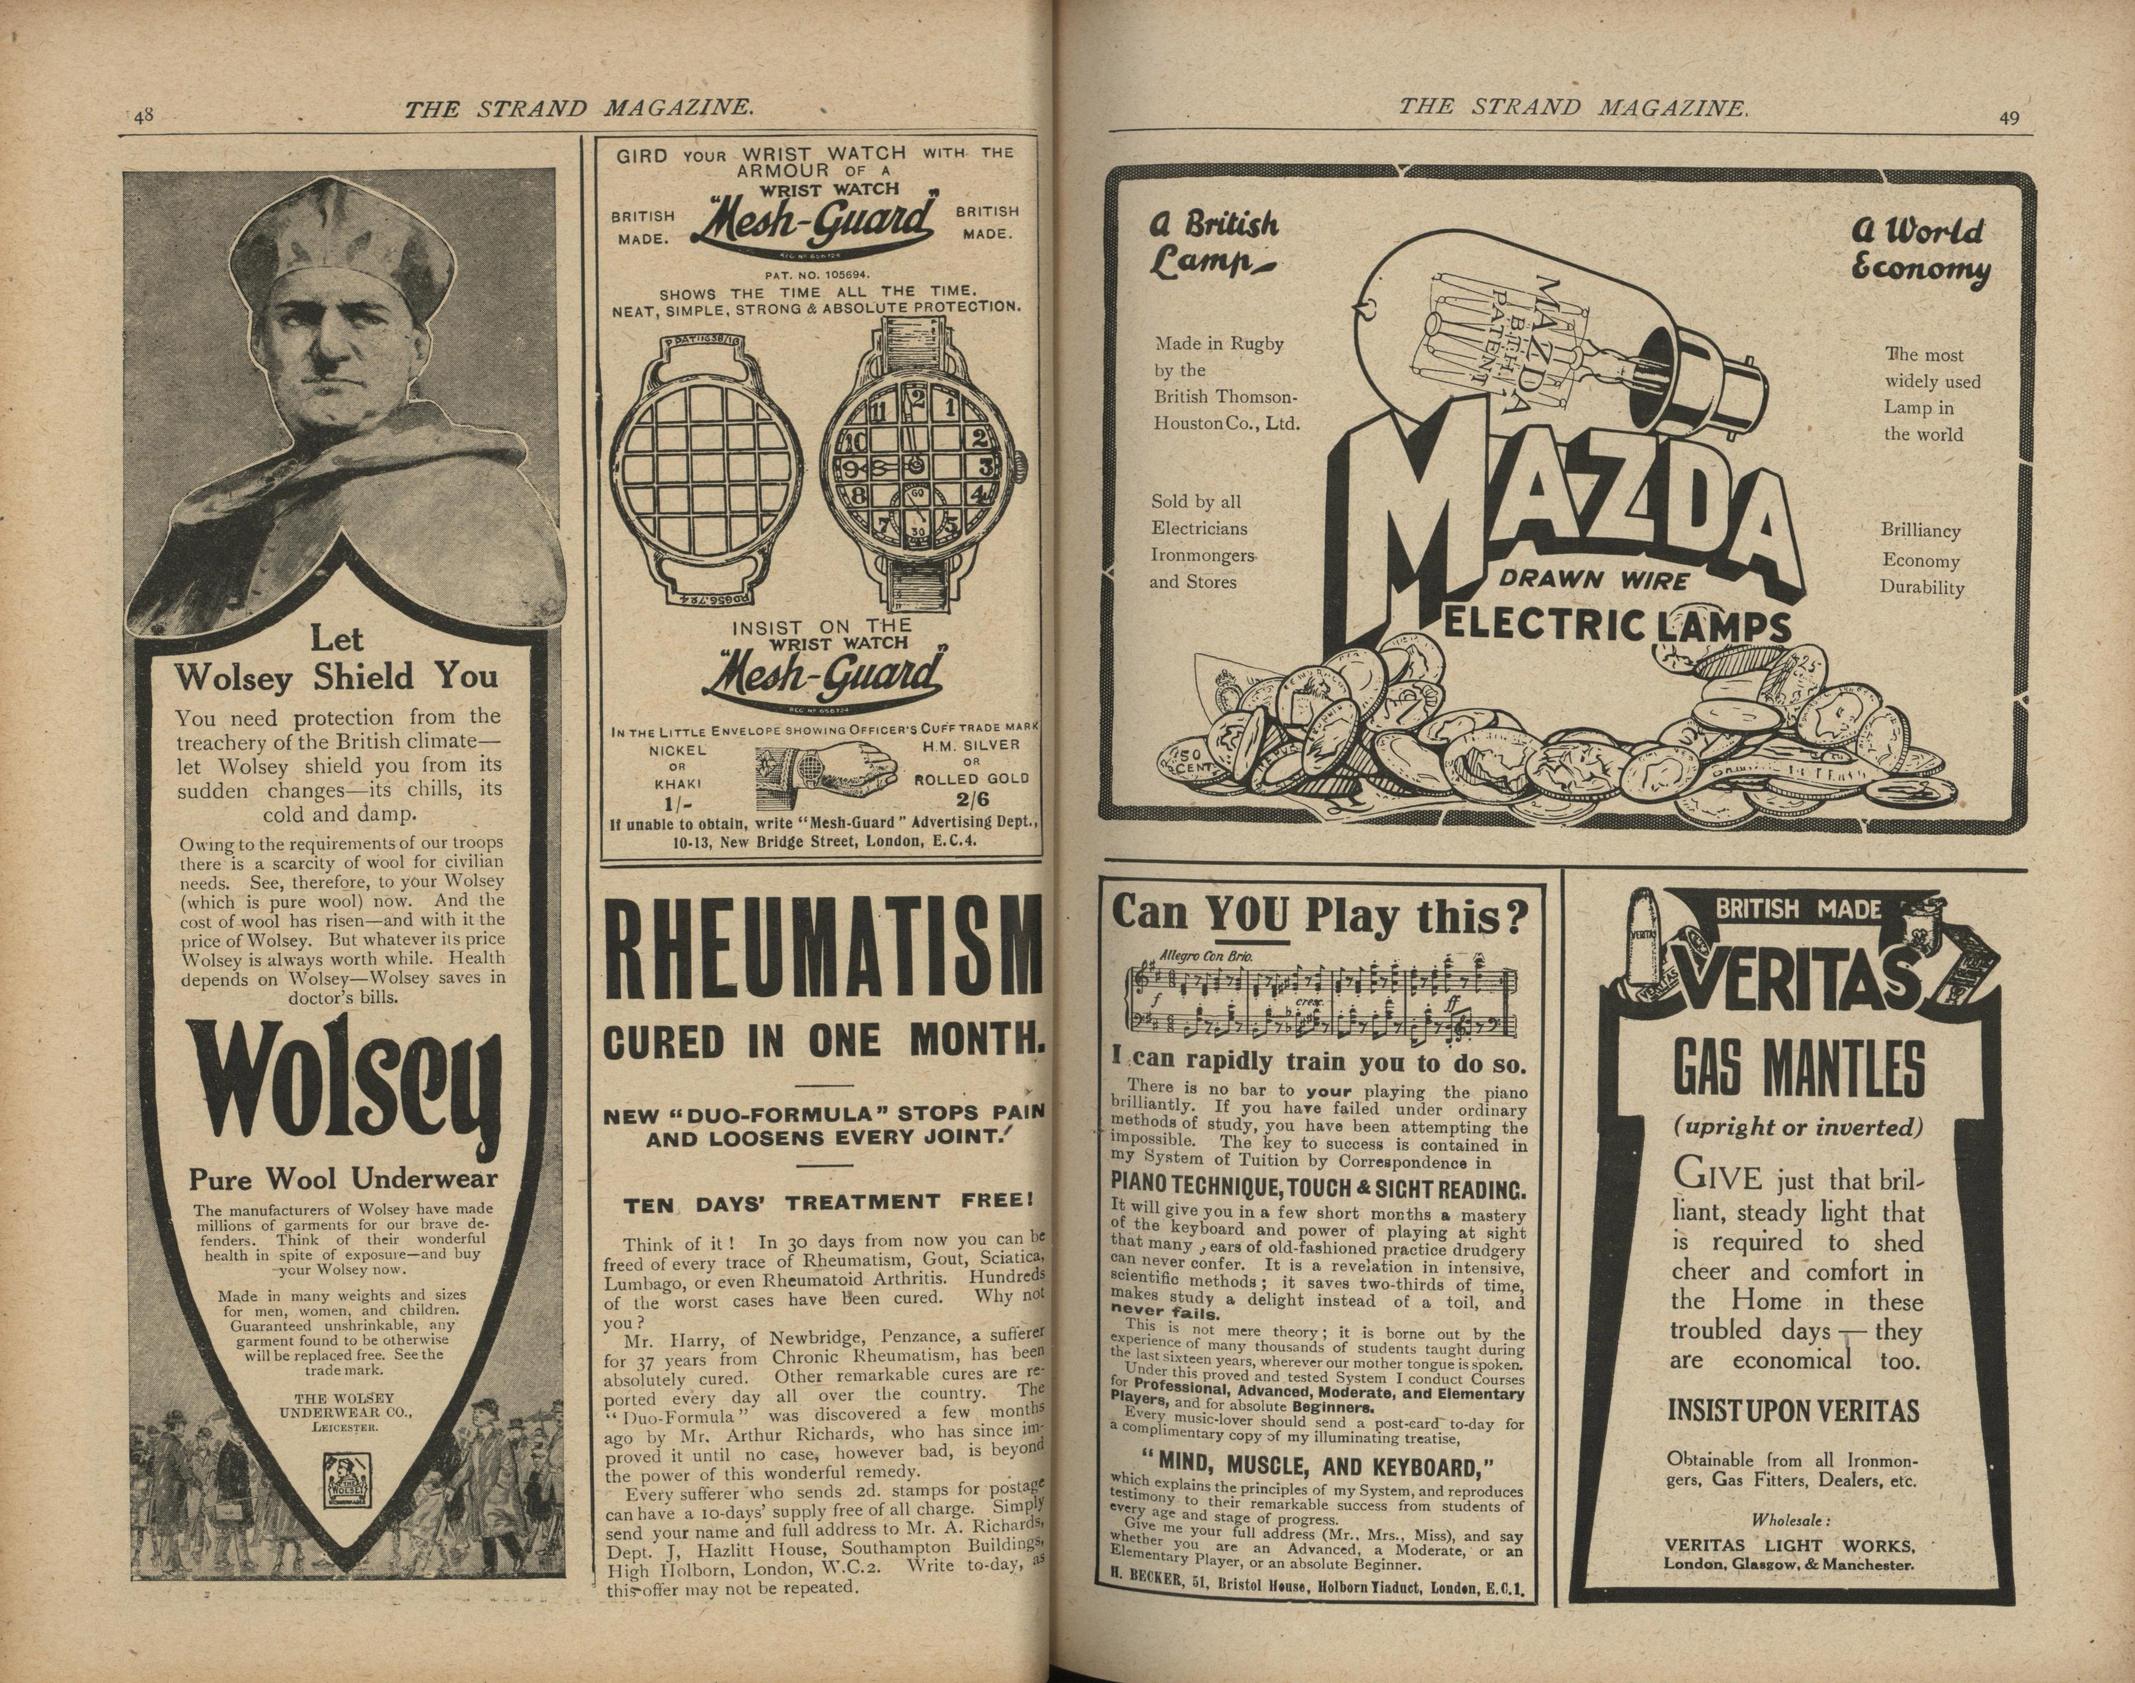 48
THE STRAND MAGAZINE.
Let
Wolsey Shield You
You need protection from the
treachery of the British climate—
let Wolsey shield you from its
sudden changes—its chills, its
cold and damp.
Owing to the requirements of our troops
there is a scarcity of wool for civilian
needs. See, therefore, to your Wolsey
(which is pure wool) now. And the
cost of wool has risen—and with it the
price of Wolsey. But whatever its price
Wolsey is always worth while. Health
depends on Wolsey—Wolsey saves in
doctor's bills.
Wolsey
Pure Wool Underwear
The manufacturers of Wolsey have made
millions of garments for our brave de-
fenders. Think of their wonderful
health in spite of exposure—and buy
your Wolsey now.
Made in many weights and sizes
for men, women, and children.
Guaranteed unshrinkable, any
garment found to be otherwise
will be replaced free. See the
trade mark.
THE WOLSEY
UNDERWEAR CO.,
LEICESTER.
WOLSEY
GIRD YOUR WRIST WATCH WITH THE
ARMOUR OF A
WRIST WATCH
BRITISH MADE.
"Mesh-Guard"
BRITISH MADE.
REG Nº 656724
PAT. NO. 105694.
SHOWS THE TIME ALL THE TIME.
NEAT, SIMPLE, STRONG & ABSOLUTE PROTECTION.
11 12 1
10 2
9 3
8 4
7 5
60
30
INSIST ON THE
WRIST WATCH
"Mesh-Guard"
REG Nº 656724
IN THE LITTLE ENVELOPE SHOWING OFFICER'S CUFF TRADE MARK
NICKEL
OR
KHAKI
1/-
H.M. SILVER
OR
ROLLED GOLD
2/6
If unable to obtain, write "Mesh-Guard" Advertising Dept.,
10-13, New Bridge Street, London, E.C.4.
RHEUMATISM
CURED IN ONE MONTH.
NEW "DUO-FORMULA" STOPS PAIN
AND LOOSENS EVERY JOINT.
TEN DAYS' TREATMENT FREE!
Think of it! In 30 days from now you can be
freed of every trace of Rheumatism, Gout, Sciatica,
Lumbago, or even Rheumatoid Arthritis. Hundreds
of the worst cases have been cured. Why not
you?
Mr. Harry, of Newbridge, Penzance, a sufferer
for 37 years from Chronic Rheumatism, has been
absolutely cured. Other remarkable cures are re-
ported every day all over the country. The
"Duo-Formula" was discovered a few months
ago by Mr. Arthur Richards, who has since im-
proved it until no case, however bad, is beyond
the power of this wonderful remedy.
Every sufferer who sends 2d. stamps for postage
can have a 10-days' supply free of all charge. Simply
send your name and full address to Mr. A. Richards,
Dept. J, Hazlitt House, Southampton Buildings,
High Holborn, London, W.C.2. Write to-day, as
this offer may not be repeated.
THE STRAND MAGAZINE.
49
A British
Lamp
A World
Economy
Made in Rugby
by the
British Thomson-
Houston Co., Ltd.
MAZDA
B.T.H.
PATENT
The most
widely used
Lamp in
the world
Sold by all
Electricians
Ironmongers
and Stores
MAZDA
DRAWN WIRE
ELECTRIC LAMPS
Brilliancy
Economy
Durability
50
CENT
25
Can YOU Play this?
Allegro Con Brio.
f
cresc.
ff
I can rapidly train you to do so.
There is no bar to your playing the piano
brilliantly. If you have failed under ordinary
methods of study, you have been attempting the
impossible. The key to success is contained in
my System of Tuition by Correspondence in
PIANO TECHNIQUE, TOUCH & SIGHT READING.
It will give you in a few short months a mastery
of the keyboard and power of playing at sight
that many years of old-fashioned practice drudgery
can never confer. It is a revelation in intensive,
scientific methods; it saves two-thirds of time,
makes study a delight instead of a toil, and
never fails.
This is not mere theory; it is borne out by the
experience of many thousands of students taught during
the last sixteen years, wherever our mother tongue is spoken.
Under this proved and tested System I conduct Courses
for Professional, Advanced, Moderate, and Elementary
Players, and for absolute Beginners.
Every music-lover should send a post-card to-day for
a complimentary copy of my illuminating treatise,
"MIND, MUSCLE, AND KEYBOARD,"
which explains the principles of my System, and reproduces
testimony to their remarkable success from students of
every age and stage of progress.
Give me your full address (Mr., Mrs., Miss), and say
whether you are an Advanced, a Moderate, or an
Elementary Player, or an absolute Beginner.
H. BECKER, 51, Bristol House, Holborn Viaduct, London, E.C.1.
BRITISH MADE
VERITAS
VERITAS
VERITAS
GAS MANTLES
(upright or inverted)
GIVE just that bril-
liant, steady light that
is required to shed
cheer and comfort in
the Home in these
troubled days — they
are economical too.
INSIST UPON VERITAS
Obtainable from all Ironmon-
gers, Gas Fitters, Dealers, etc.
Wholesale:
VERITAS LIGHT WORKS,
London, Glasgow, & Manchester.